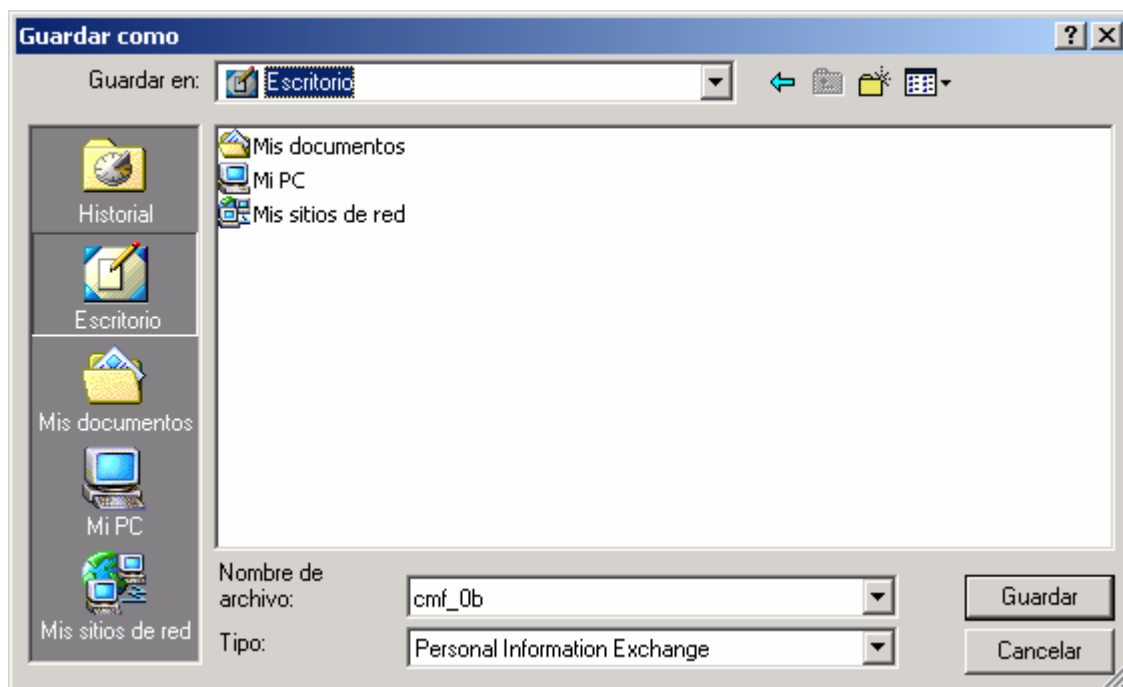 Guardar como
Guardar en:
Escritorio
Historial
Escritorio
Mis documentos
Mi PC
Mis sitios de red
Mis documentos
Mi PC
Mis sitios de red
Nombre de
archivo:
cmf_0b
Guardar
Tipo:
Personal Information Exchange
Cancelar